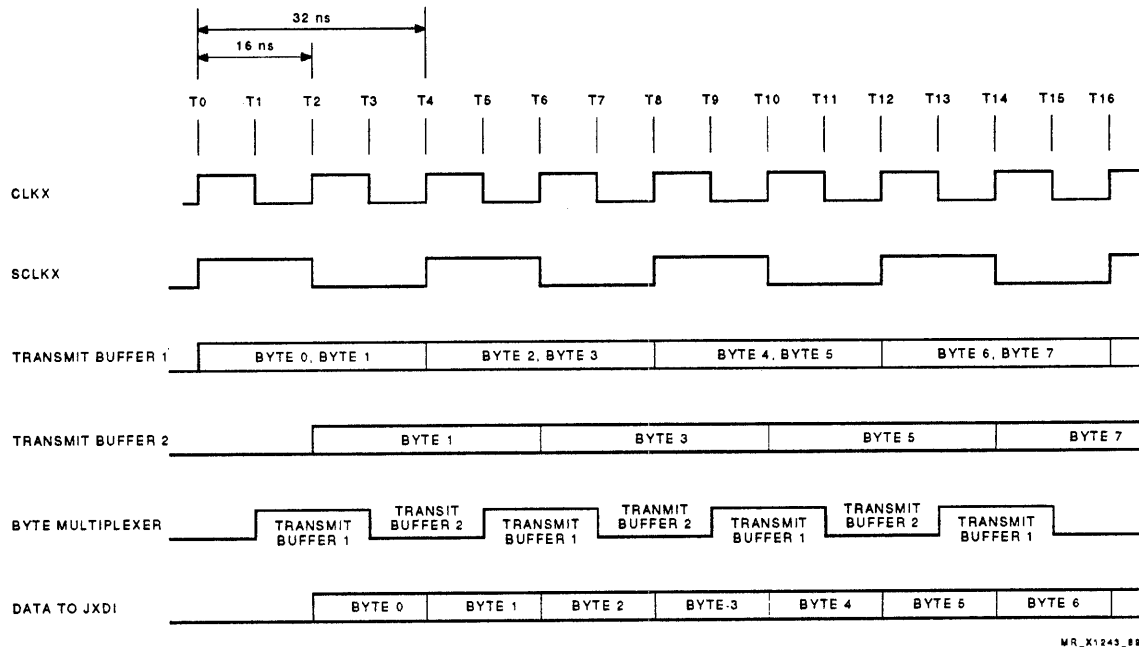 32 ns
16 ns
T0 T1 T2 T3 T4 T5 T6 T7 T8 T9 T10 T11 T12 T13 T14 T15 T16
CLKX
SCLKX
TRANSMIT BUFFER 1 BYTE 0, BYTE 1 BYTE 2, BYTE 3 BYTE 4, BYTE 5 BYTE 6, BYTE 7
TRANSMIT BUFFER 2 BYTE 1 BYTE 3 BYTE 5 BYTE 7
BYTE MULTIPLEXER
TRANSMIT BUFFER 1
TRANSIT BUFFER 2
TRANSMIT BUFFER 1
TRANMIT BUFFER 2
TRANSMIT BUFFER 1
TRANSMIT BUFFER 2
TRANSMIT BUFFER 1
DATA TO JXDI BYTE 0 BYTE 1 BYTE 2 BYTE-3 BYTE 4 BYTE 5 BYTE 6
MR_X1243_89